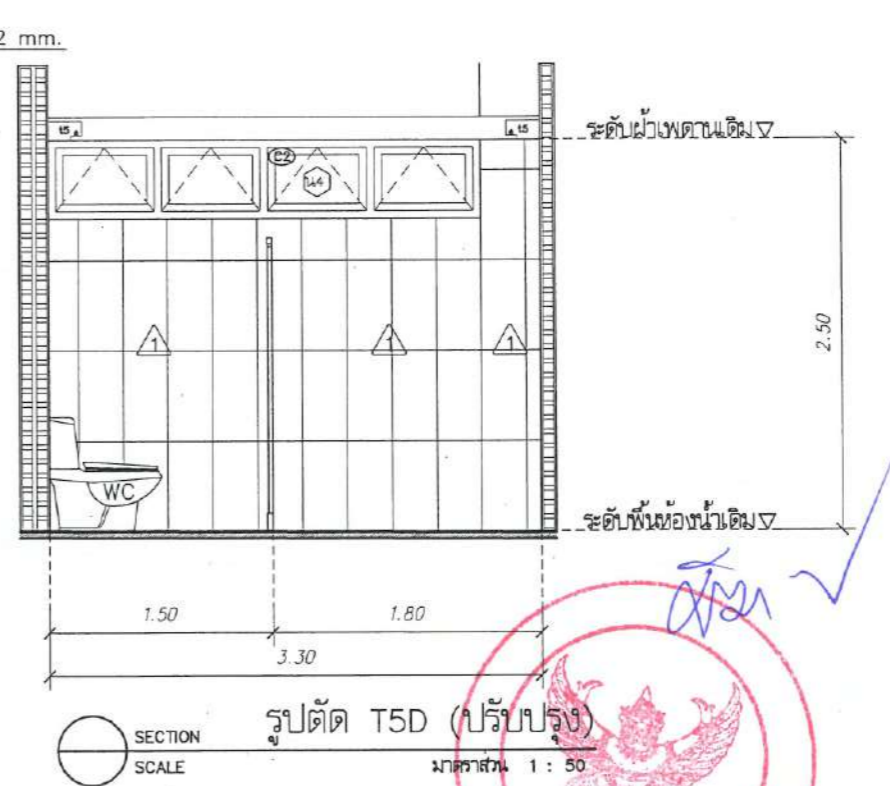 2 mm.
t5
t5
ระดับฝ้าเพดานเดิม
C2
น4
1
1
1
2.50
WC
ระดับพื้นห้องน้ำเดิม
1.50
1.80
3.30
SECTION
รูปตัด T5D (ปรับปรุง)
SCALE
มาตราส่วน 1 : 50